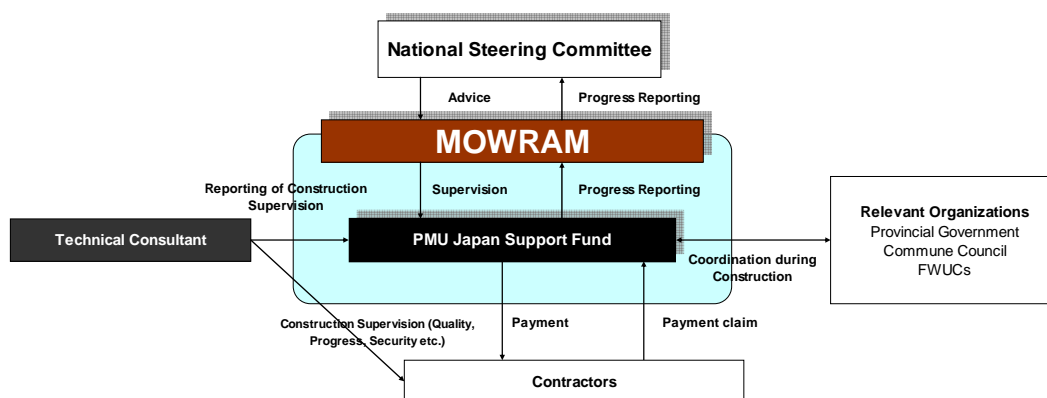 National Steering Committee
Advice
Progress Reporting
MOWRAM
Reporting of Construction
Supervision
Supervision
Progress Reporting
Relevant Organizations
Provincial Government
Commune Council
FWUCs
Technical Consultant
PMU Japan Support Fund
Coordination during
Construction
Construction Supervision (Quality,
Progress, Security etc.)
Payment
Payment claim
Contractors